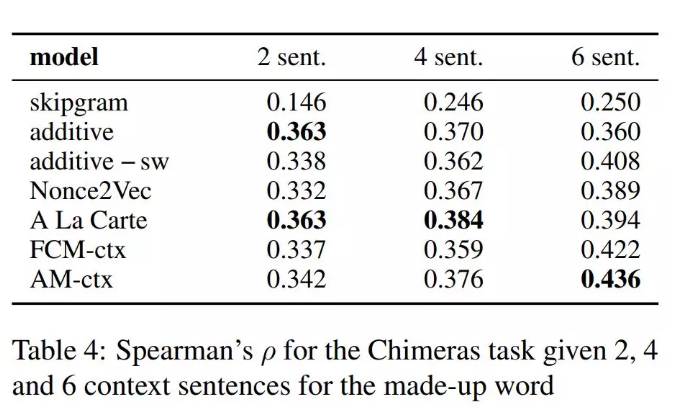 model 2 sent. 4 sent. 6 sent.
skipgram 0.146 0.246 0.250
additive 0.363 0.370 0.360
additive – sw 0.338 0.362 0.408
Nonce2Vec 0.332 0.367 0.389
A La Carte 0.363 0.384 0.394
FCM-ctx 0.337 0.359 0.422
AM-ctx 0.342 0.376 0.436
Table 4: Spearman's ρ for the Chimeras task given 2, 4
and 6 context sentences for the made-up word